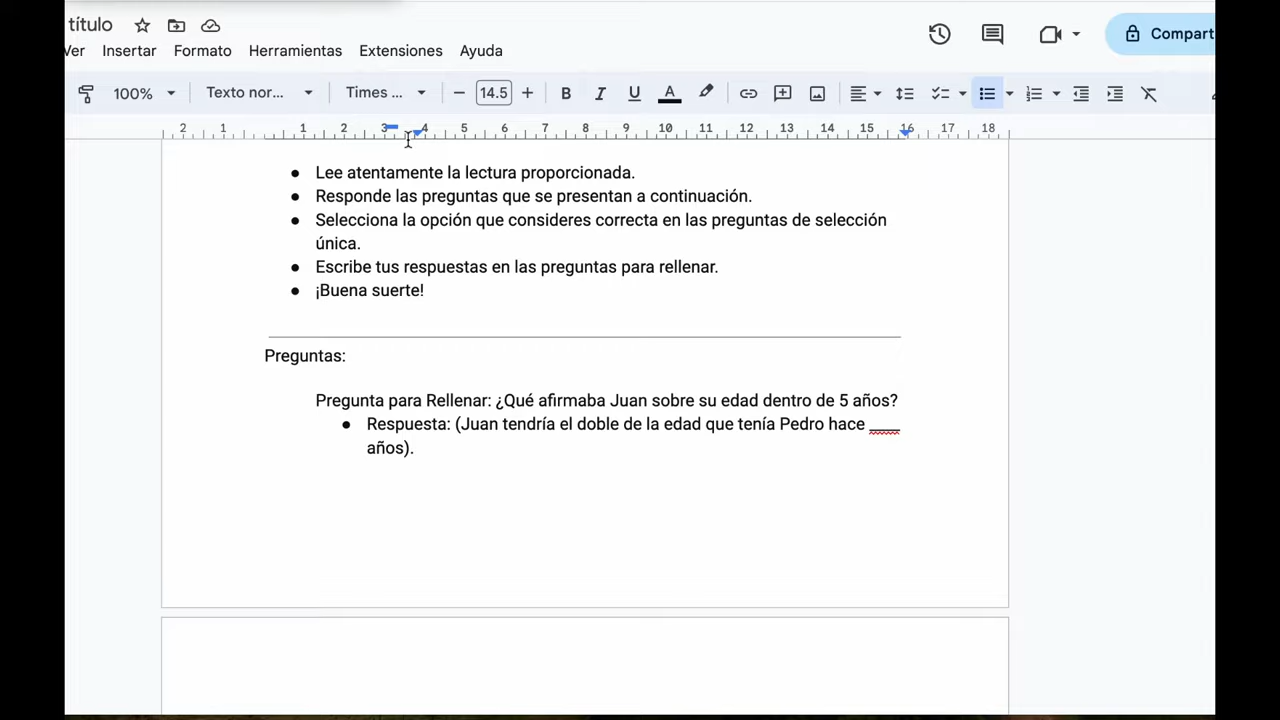 título
Ver Insertar Formato Herramientas Extensiones Ayuda
Compart
100% Texto nor... Times ... 14.5 B I U A
2 1 1 2 3 4 5 6 7 8 9 10 11 12 13 14 15 16 17 18
● Lee atentamente la lectura proporcionada.
● Responde las preguntas que se presentan a continuación.
● Selecciona la opción que consideres correcta en las preguntas de selección
única.
● Escribe tus respuestas en las preguntas para rellenar.
● ¡Buena suerte!
Preguntas:
Pregunta para Rellenar: ¿Qué afirmaba Juan sobre su edad dentro de 5 años?
● Respuesta: (Juan tendría el doble de la edad que tenía Pedro hace ____
años).